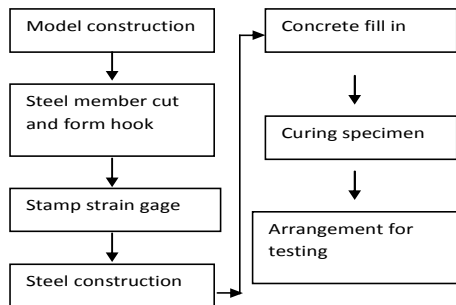 Model construction
Steel member cut
and form hook
Stamp strain gage
Steel construction
Concrete fill in
Curing specimen
Arrangement for
testing